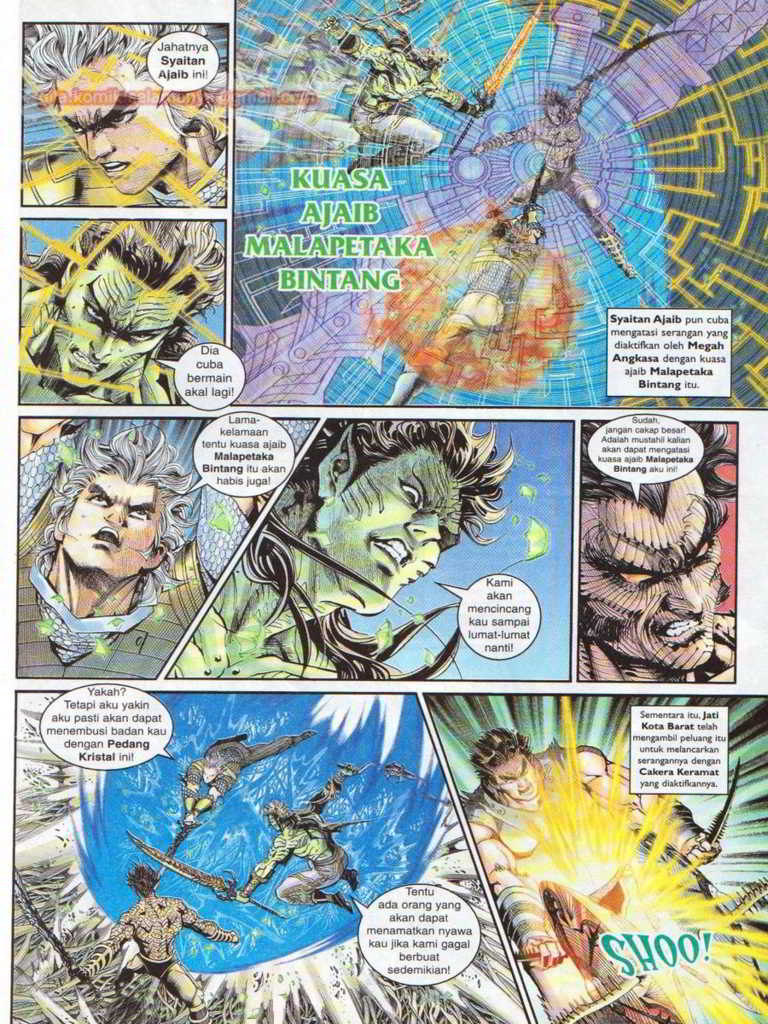 Jahatnya
Syaitan
Ajaib ini!
KUASA
AJAIB
MALAPETAKA
BINTANG
Dia
cuba
bermain
akal lagi!
Syaitan Ajaib pun cuba
mengatasi serangan yang
diaktifkan oleh Megah
Angkasa dengan kuasa
ajaib Malapetaka
Bintang itu.
Lama-
kelamaan
tentu kuasa ajaib
Malapetaka
Bintang itu akan
habis juga!
Kami
akan
mencincang
kau sampai
lumat-lumat
nanti!
Sudah,
jangan cakap besar!
Adalah mustahil kalian
akan dapat mengatasi
kuasa ajaib Malapetaka
Bintang aku ini!
Yakah?
Tetapi aku yakin
aku pasti akan dapat
menembusi badan kau
dengan Pedang
Kristal ini!
Tentu
ada orang yang
akan dapat
menamatkan nyawa
kau jika kami gagal
berbuat
sedemikian!
Sementara itu, Jati
Kota Barat telah
mengambil peluang itu
untuk melancarkan
serangannya dengan
Cakera Keramat
yang diaktifkannya.
SHOO!